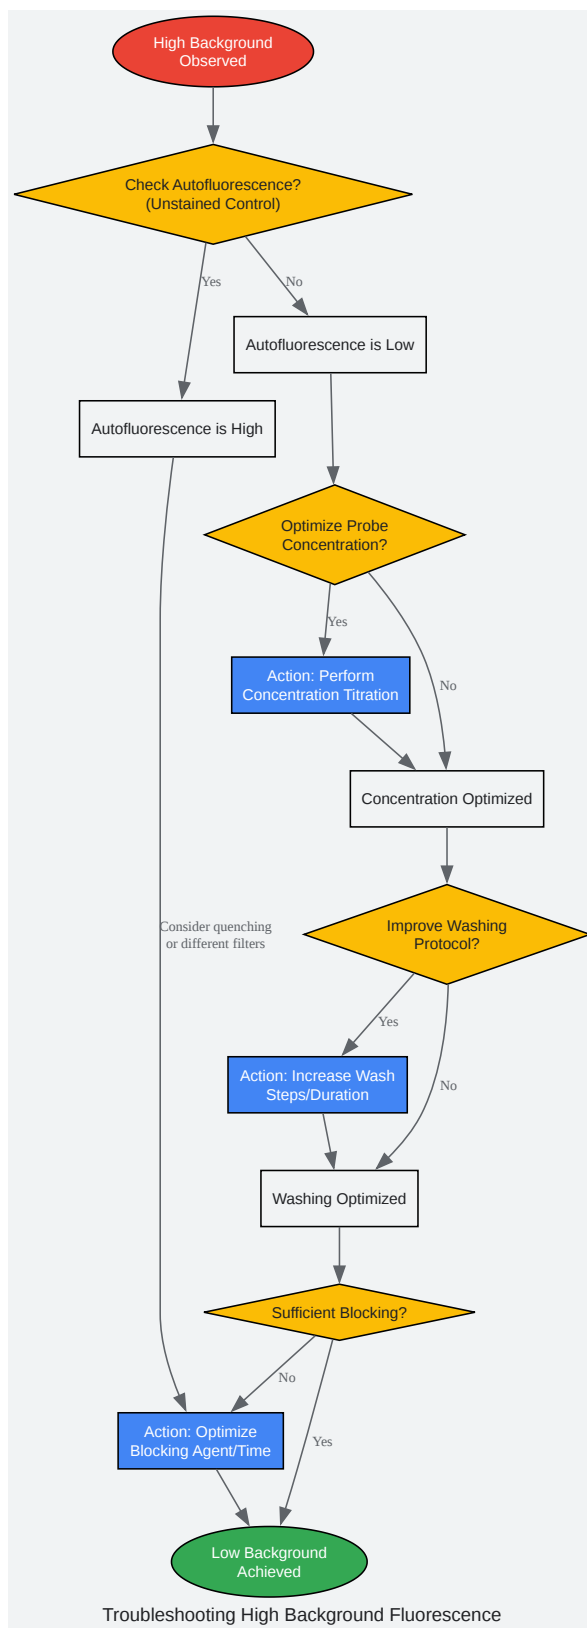 High Background
Observed
Check Autofluorescence?
(Unstained Control)
Yes
No
Autofluorescence is Low
Autofluorescence is High
Optimize Probe
Concentration?
Yes
Action: Perform
Concentration Titration
No
Concentration Optimized
Consider quenching
or different filters
Improve Washing
Protocol?
Yes
Action: Increase Wash
Steps/Duration
No
Washing Optimized
Sufficient Blocking?
No
Action: Optimize
Blocking Agent/Time
Yes
Low Background
Achieved
Troubleshooting High Background Fluorescence